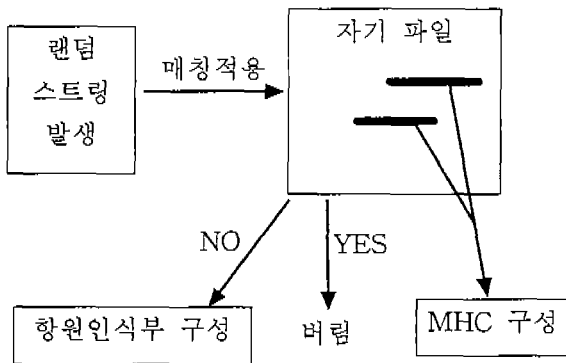 랜덤
스트링
발생
매칭적용
자기 파일
NO
YES
항원인식부 구성
버림
MHC 구성